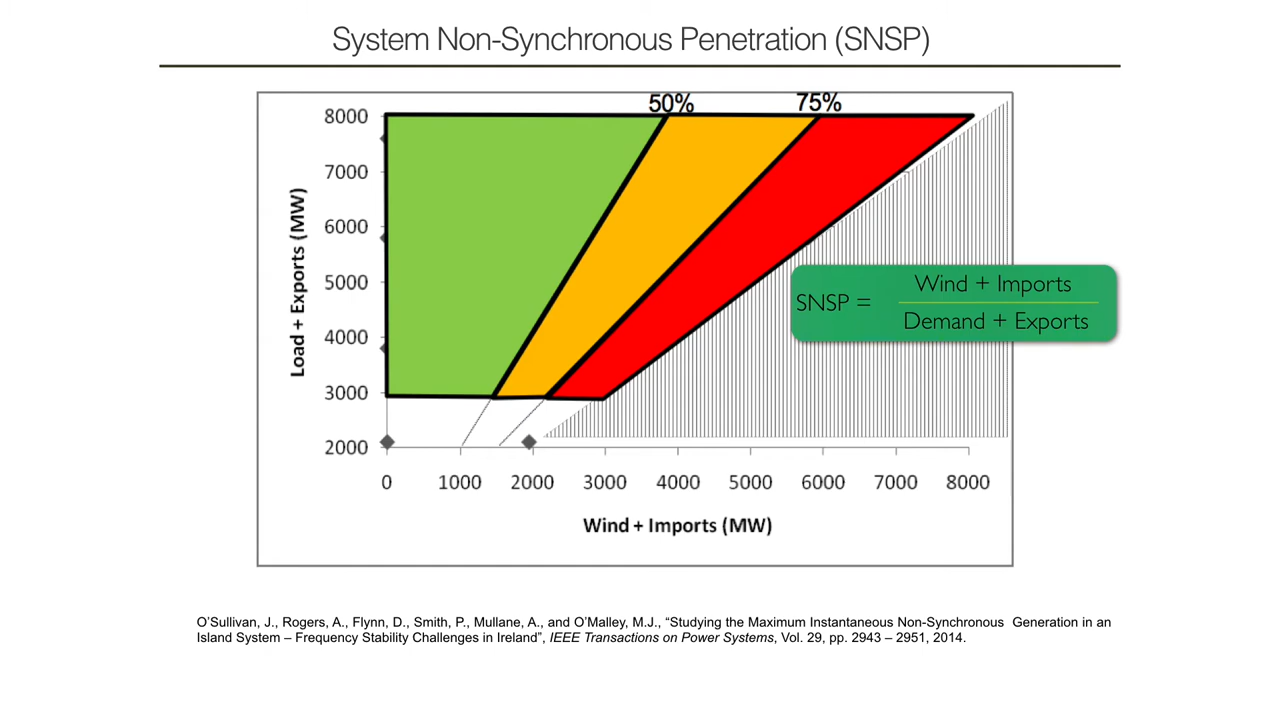 System Non-Synchronous Penetration (SNSP)
50%
75%
8000
7000
6000
5000
4000
3000
2000
Load + Exports (MW)
SNSP =
Wind + Imports
Demand + Exports
0
1000
2000
3000
4000
5000
6000
7000
8000
Wind + Imports (MW)
O’Sullivan, J., Rogers, A., Flynn, D., Smith, P., Mullane, A., and O’Malley, M.J., “Studying the Maximum Instantaneous Non-Synchronous Generation in an
Island System – Frequency Stability Challenges in Ireland”, IEEE Transactions on Power Systems, Vol. 29, pp. 2943 – 2951, 2014.